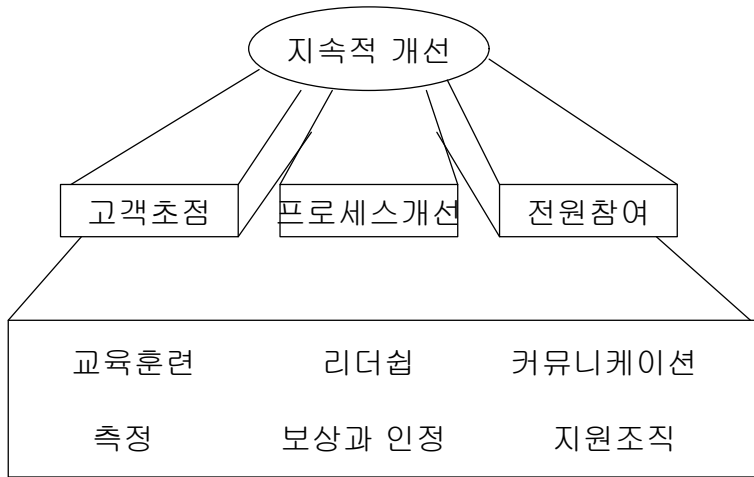 지속적 개선
고객초점 프로세스개선 전원참여
교육훈련 리더쉽 커뮤니케이션
측정 보상과 인정 지원조직